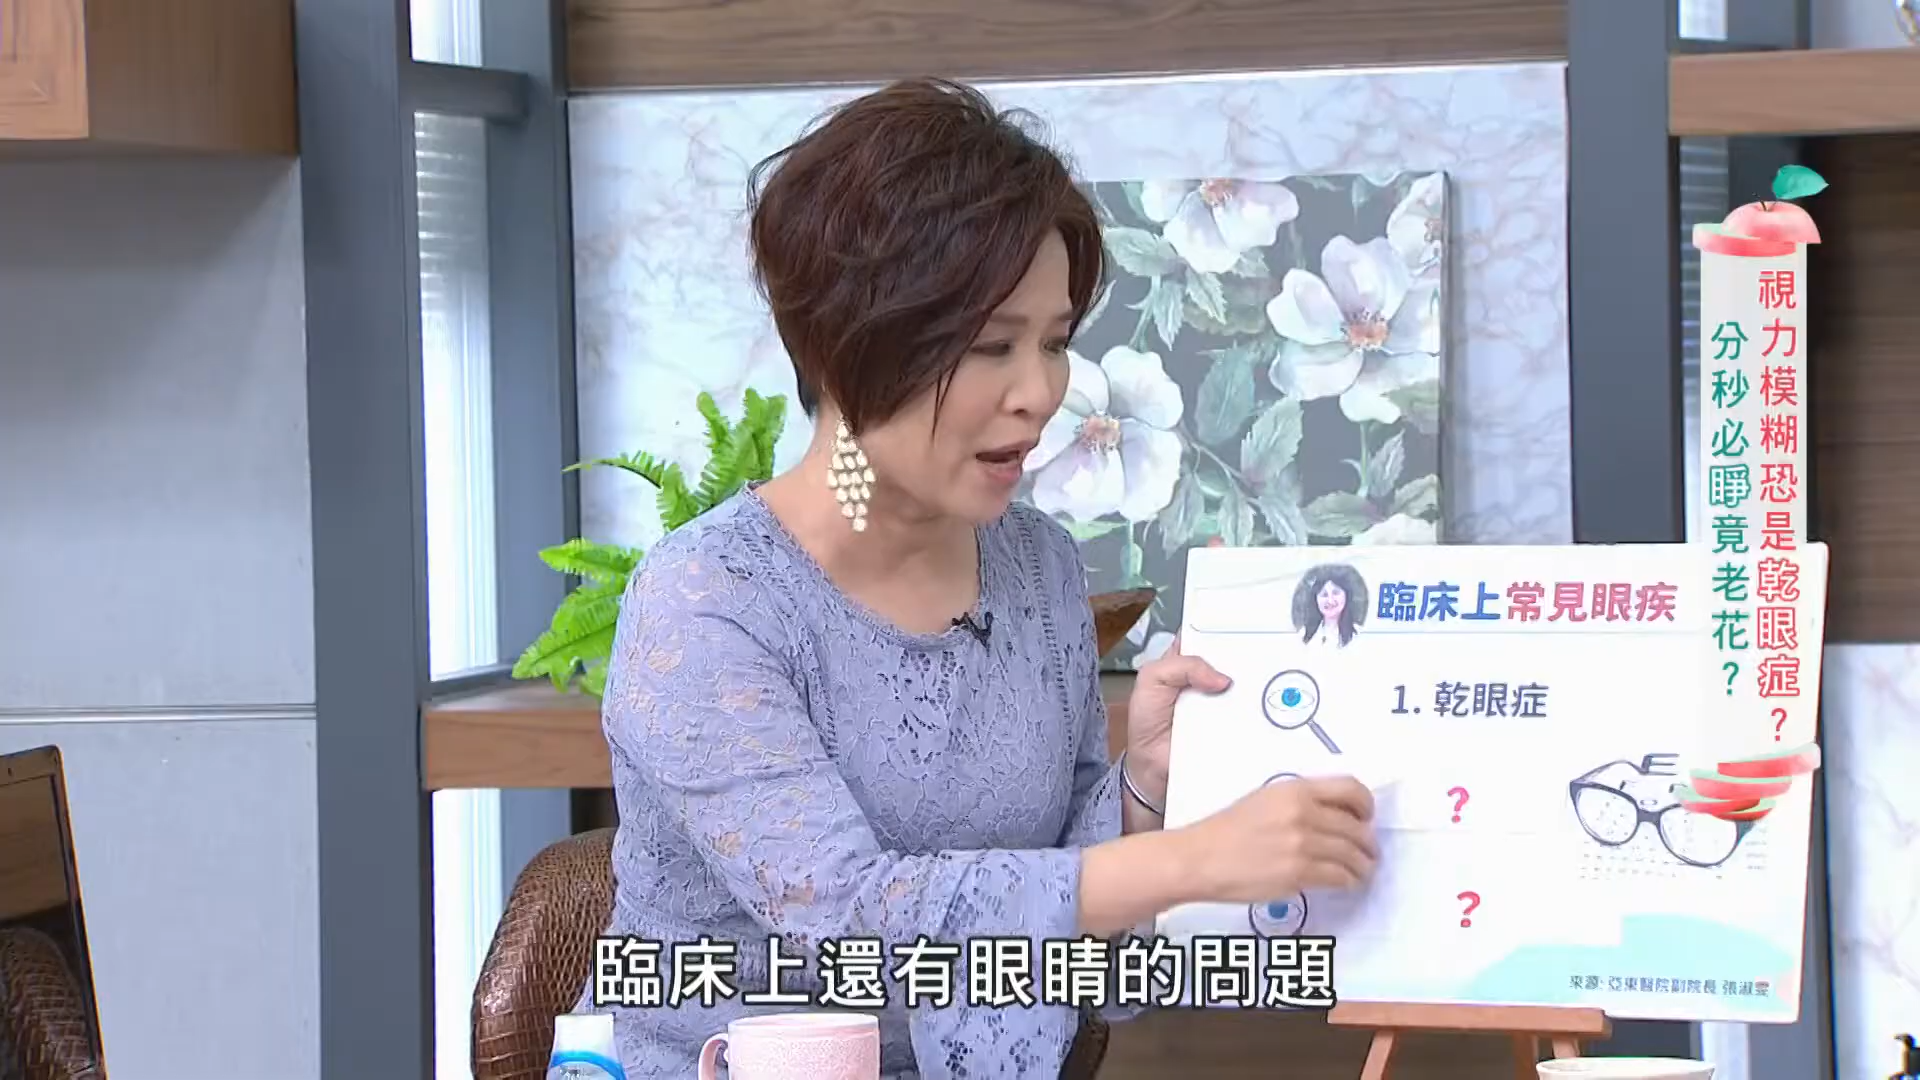 視力模糊恐是乾眼症?
分秒必睜竟老花?
臨床上常見眼疾
1. 乾眼症
?
?
來源: 亞東醫院副院長 張淑雯
臨床上還有眼睛的問題